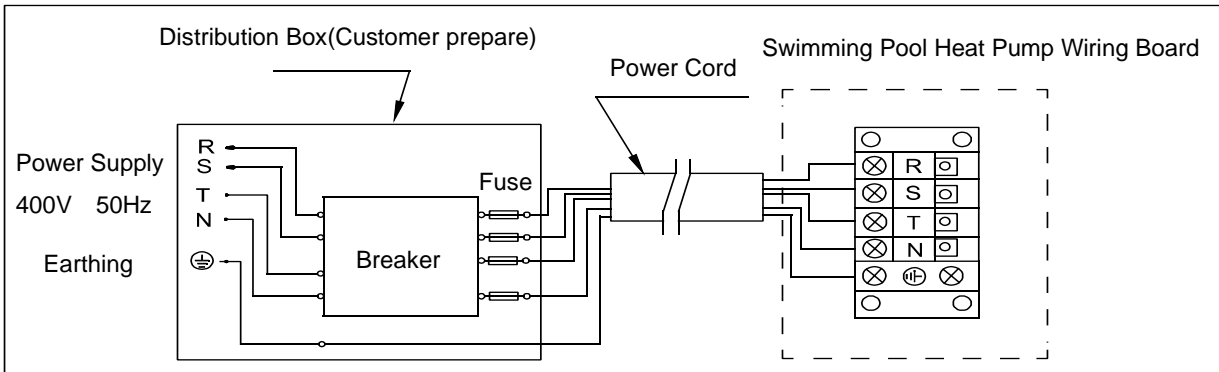 Distribution Box(Customer prepare)
Power Cord
Swimming Pool Heat Pump Wiring Board
Power Supply
400V 50Hz
Earthing
R
S
T
N
Fuse
Breaker
R
S
T
N